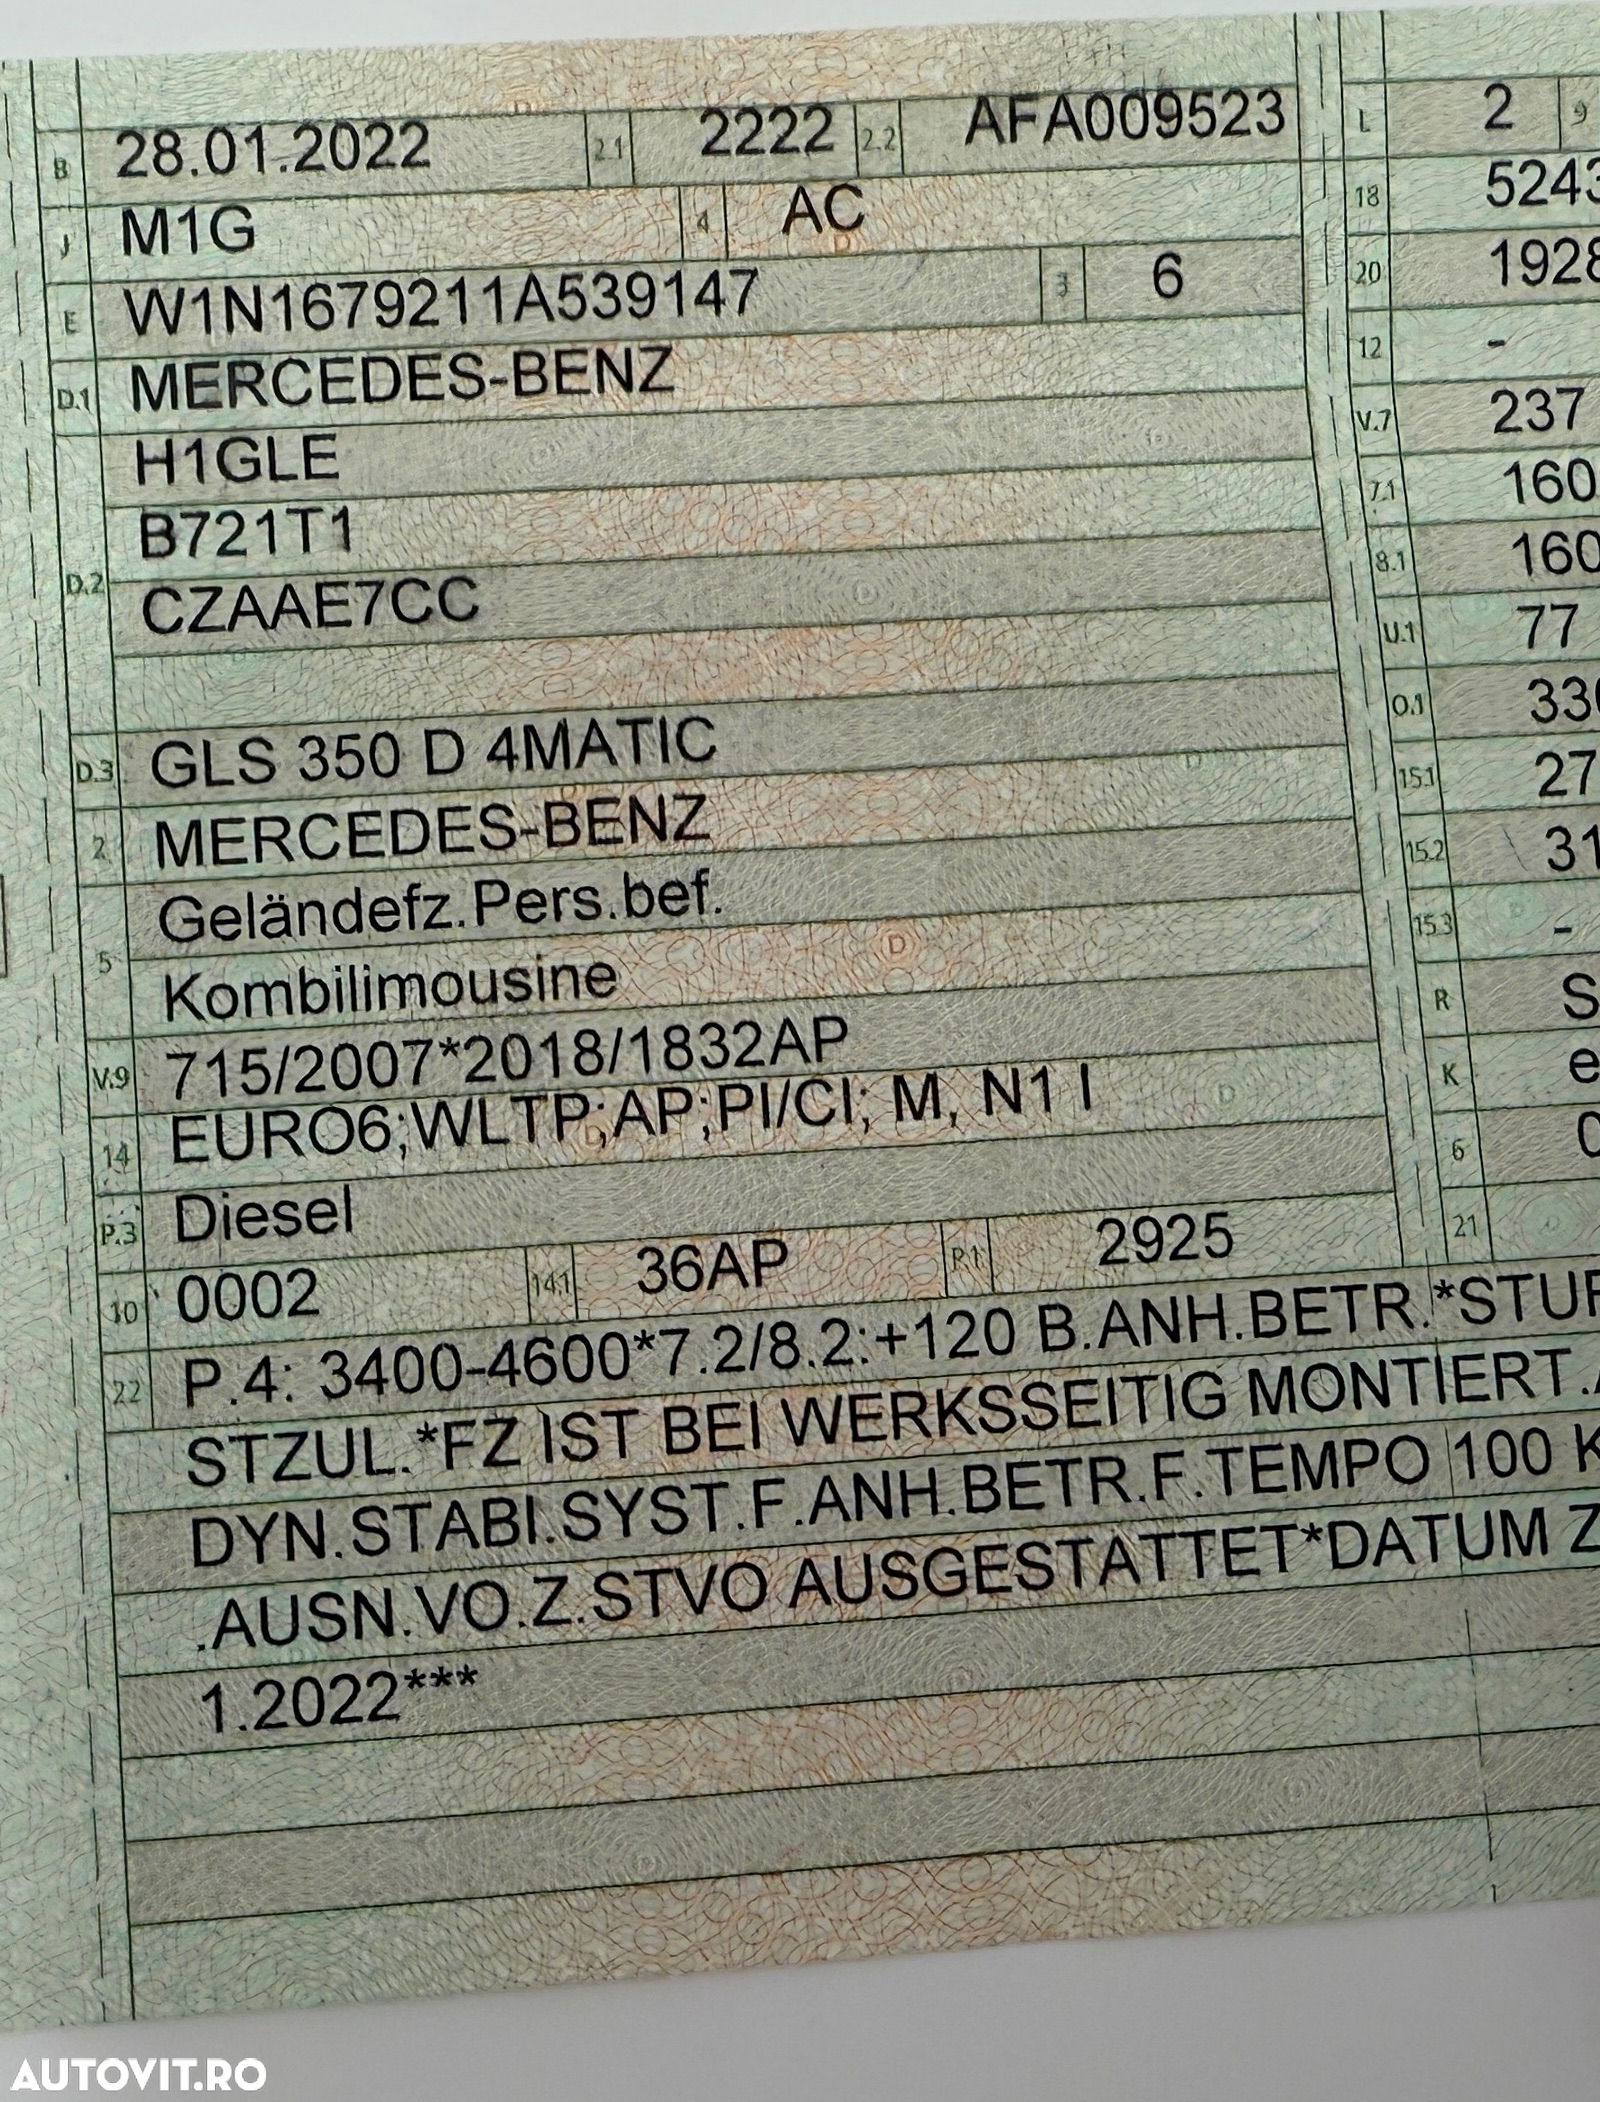 B 28.01.2022 2.1 2222 2.2 AFA009523 L 2 9
J M1G 4 AC 18 5243
E W1N1679211A539147 3 6 20 1928
D.1 MERCEDES-BENZ 12 -
H1GLE V.7 237
B721T1 7.1 160
D.2 CZAAE7CC 8.1 160
U.1 77
D.3 GLS 350 D 4MATIC O.1 330
2 MERCEDES-BENZ 15.1 27
Geländefz.Pers.bef. 15.2 31
5 Kombilimousine 15.3 -
V.9 715/2007*2018/1832AP R S
14 EURO6;WLTP;AP;PI/CI; M, N1 I K e
P.3 Diesel 6 0
10 0002 14.1 36AP P.1 2925 21
22 P.4: 3400-4600*7.2/8.2:+120 B.ANH.BETR.*STUF
STZUL.*FZ IST BEI WERKSSEITIG MONTIERT.A
DYN.STABI.SYST.F.ANH.BETR.F.TEMPO 100 K
.AUSN.VO.Z.STVO AUSGESTATTET*DATUM Z
1.2022***
AUTOVIT.RO